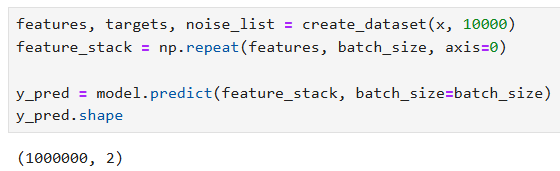 features, targets, noise_list = create_dataset(x, 10000)
feature_stack = np.repeat(features, batch_size, axis=0)
y_pred = model.predict(feature_stack, batch_size=batch_size)
y_pred.shape
(1000000, 2)